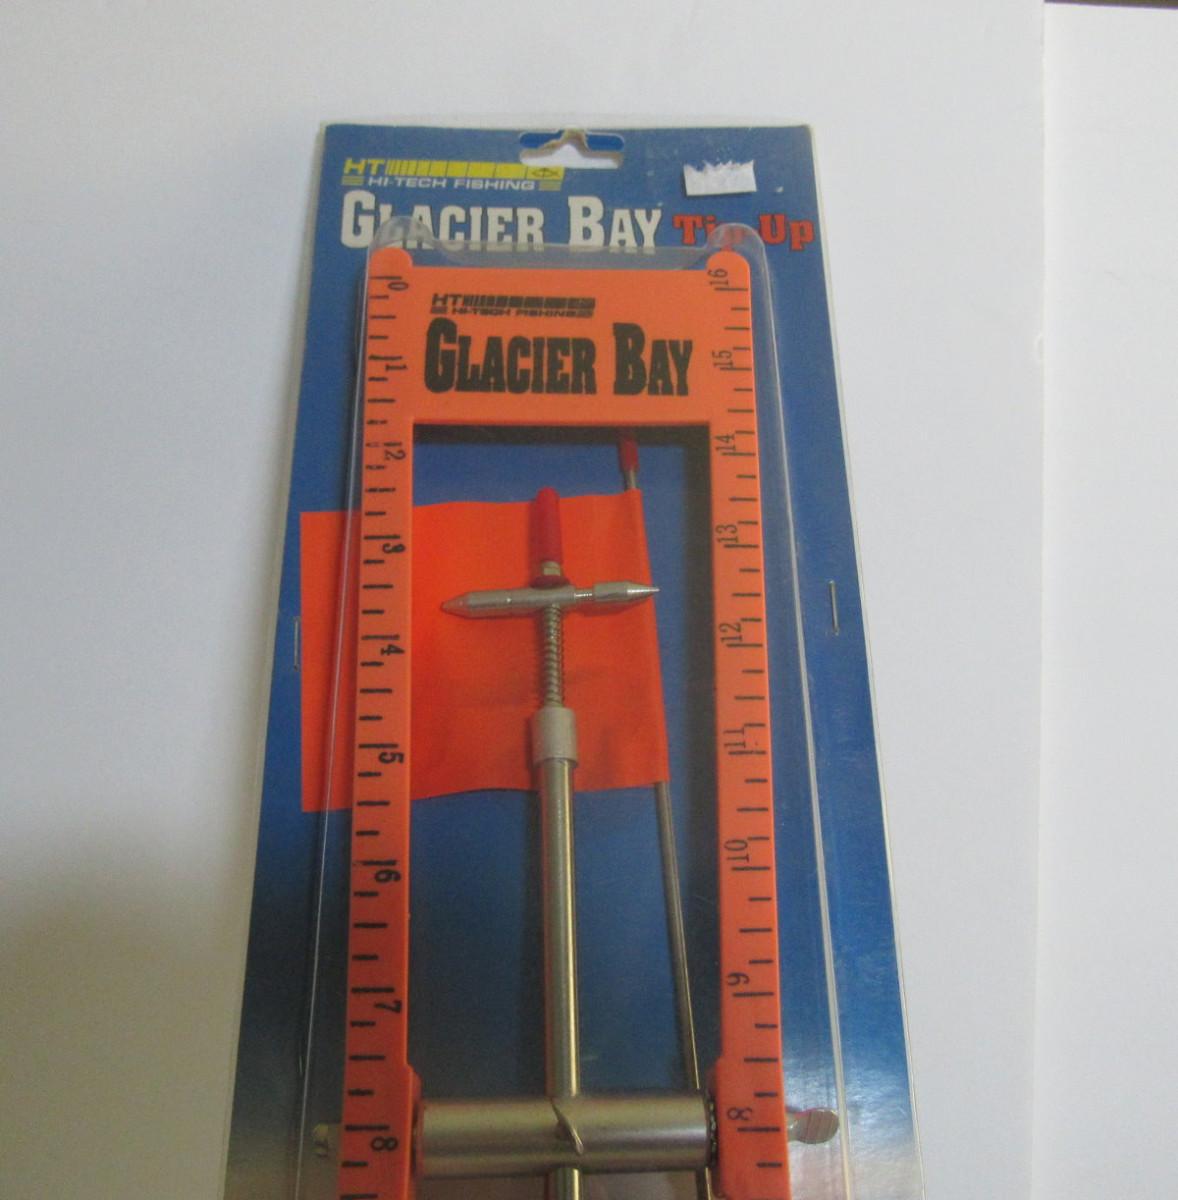 HT
HI-TECH FISHING
GLACIER BAY Tip Up
HT
HI-TECH FISHING
GLACIER BAY
0 16
1 15
2 14
3 13
4 12
5 11
6 10
7 9
8 8